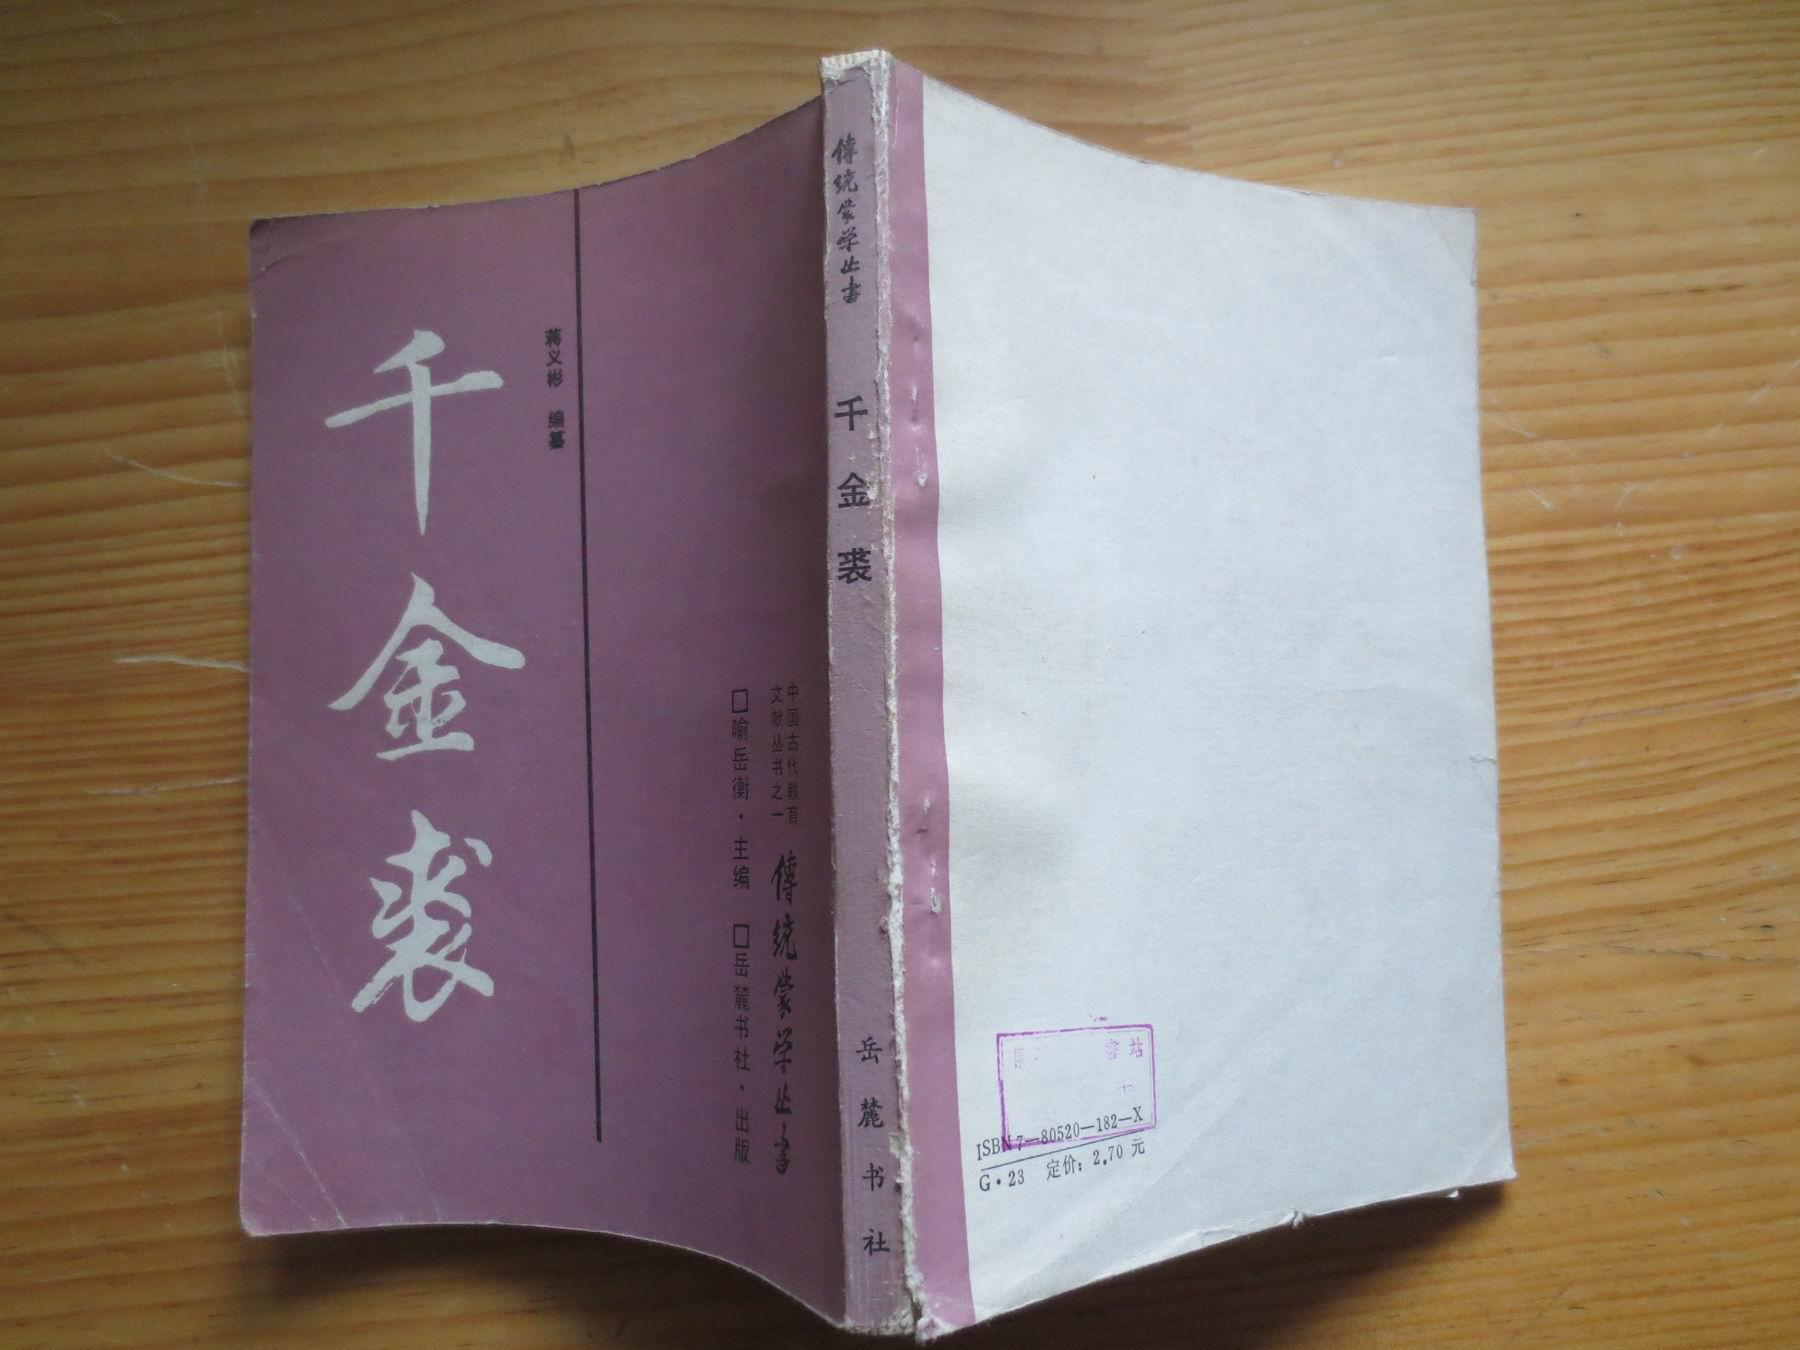 千金裘
蒋义彬 编纂
中国古代教育
文献丛书之一
傳統蒙学丛書
□喻岳衡·主编 □岳麓书社·出版
傳統蒙学丛書
千金裘
岳麓书社
站
ISBN 7—80520—182—X
G·23 定价：2.70 元